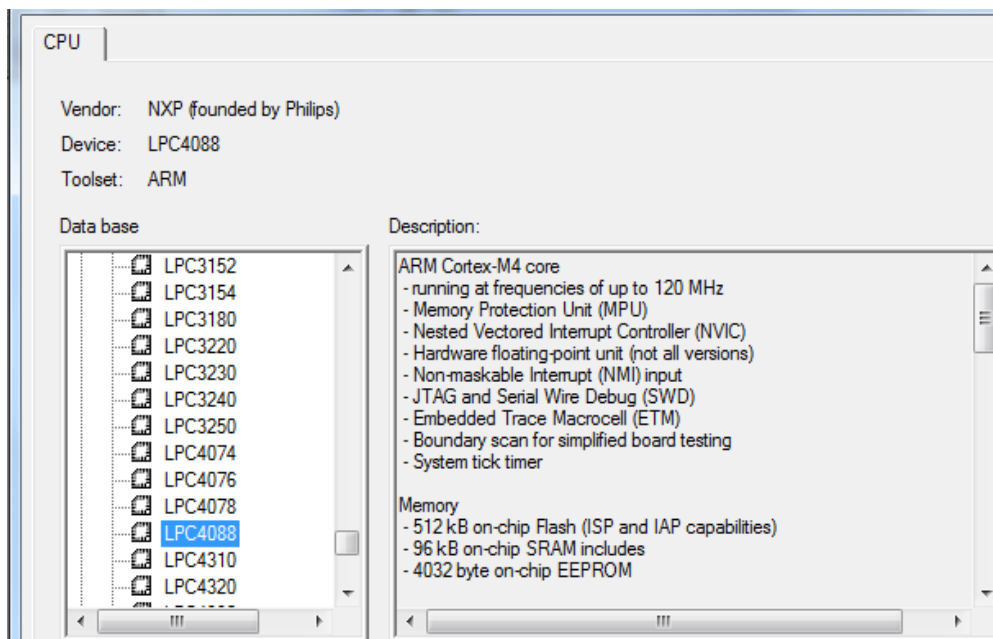 CPU
Vendor: NXP (founded by Philips)
Device: LPC4088
Toolset: ARM
Data base
LPC3152
LPC3154
LPC3180
LPC3220
LPC3230
LPC3240
LPC3250
LPC4074
LPC4076
LPC4078
LPC4088
LPC4310
LPC4320
Description:
ARM Cortex-M4 core
- running at frequencies of up to 120 MHz
- Memory Protection Unit (MPU)
- Nested Vectored Interrupt Controller (NVIC)
- Hardware floating-point unit (not all versions)
- Non-maskable Interrupt (NMI) input
- JTAG and Serial Wire Debug (SWD)
- Embedded Trace Macrocell (ETM)
- Boundary scan for simplified board testing
- System tick timer
Memory
- 512 kB on-chip Flash (ISP and IAP capabilities)
- 96 kB on-chip SRAM includes
- 4032 byte on-chip EEPROM